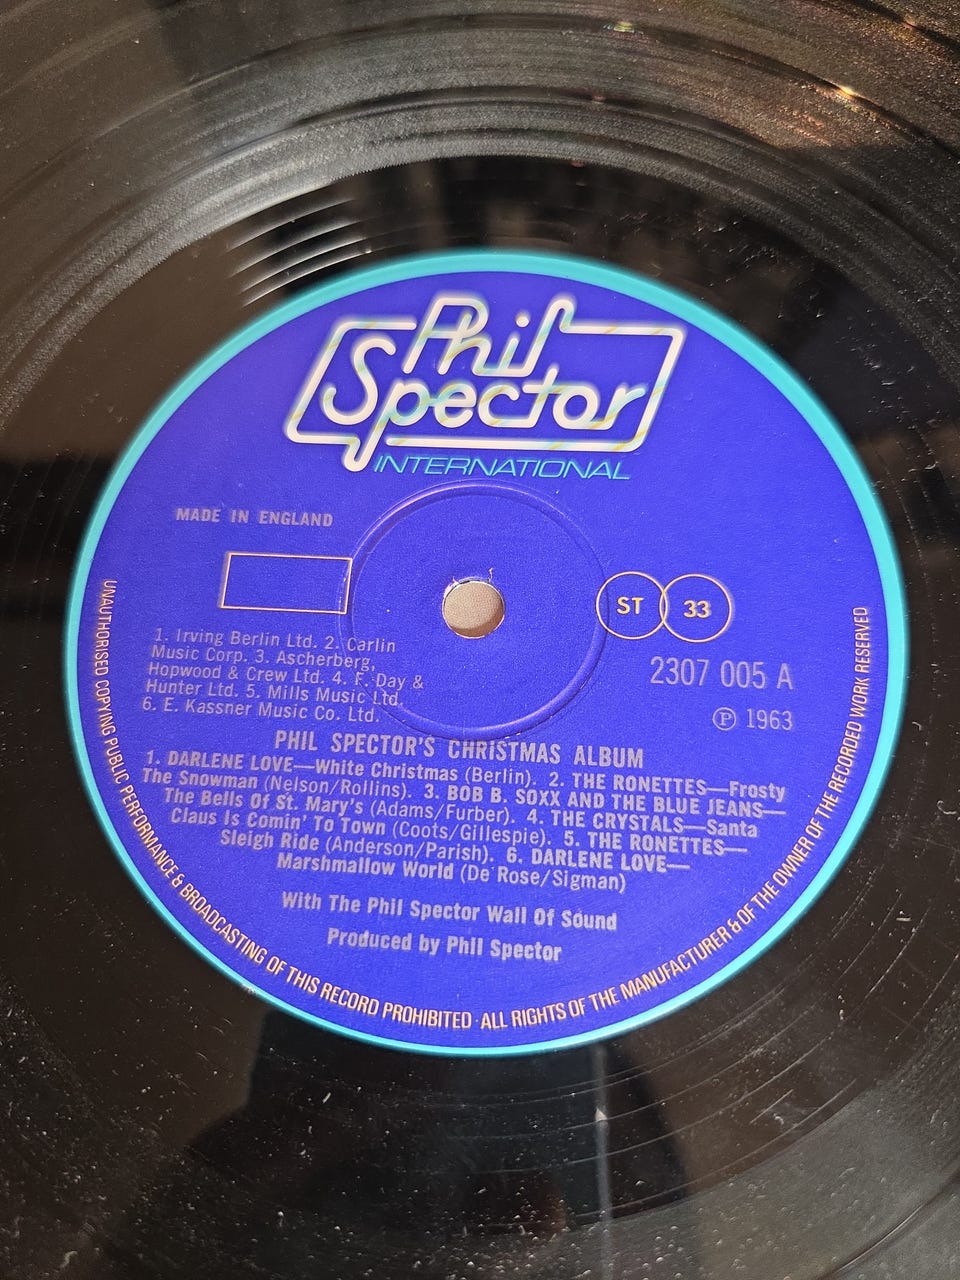 Phil
Spector
INTERNATIONAL
MADE IN ENGLAND
ST 33
1. Irving Berlin Ltd. 2. Carlin
Music Corp. 3. Ascherberg,
Hopwood & Crew Ltd. 4. F. Day &
Hunter Ltd. 5. Mills Music Ltd.
6. E. Kassner Music Co. Ltd.
2307 005 A
Ⓟ 1963
PHIL SPECTOR'S CHRISTMAS ALBUM
1. DARLENE LOVE—White Christmas (Berlin). 2. THE RONETTES—Frosty
The Snowman (Nelson/Rollins). 3. BOB B. SOXX AND THE BLUE JEANS—
The Bells Of St. Mary's (Adams/Furber). 4. THE CRYSTALS—Santa
Claus Is Comin' To Town (Coots/Gillespie). 5. THE RONETTES—
Sleigh Ride (Anderson/Parish). 6. DARLENE LOVE—
Marshmallow World (De Rose/Sigman)
With The Phil Spector Wall Of Sound
Produced by Phil Spector
UNAUTHORISED COPYING PUBLIC PERFORMANCE & BROADCASTING OF THIS RECORD PROHIBITED · ALL RIGHTS OF THE MANUFACTURER & OF THE OWNER OF THE RECORDED WORK RESERVED